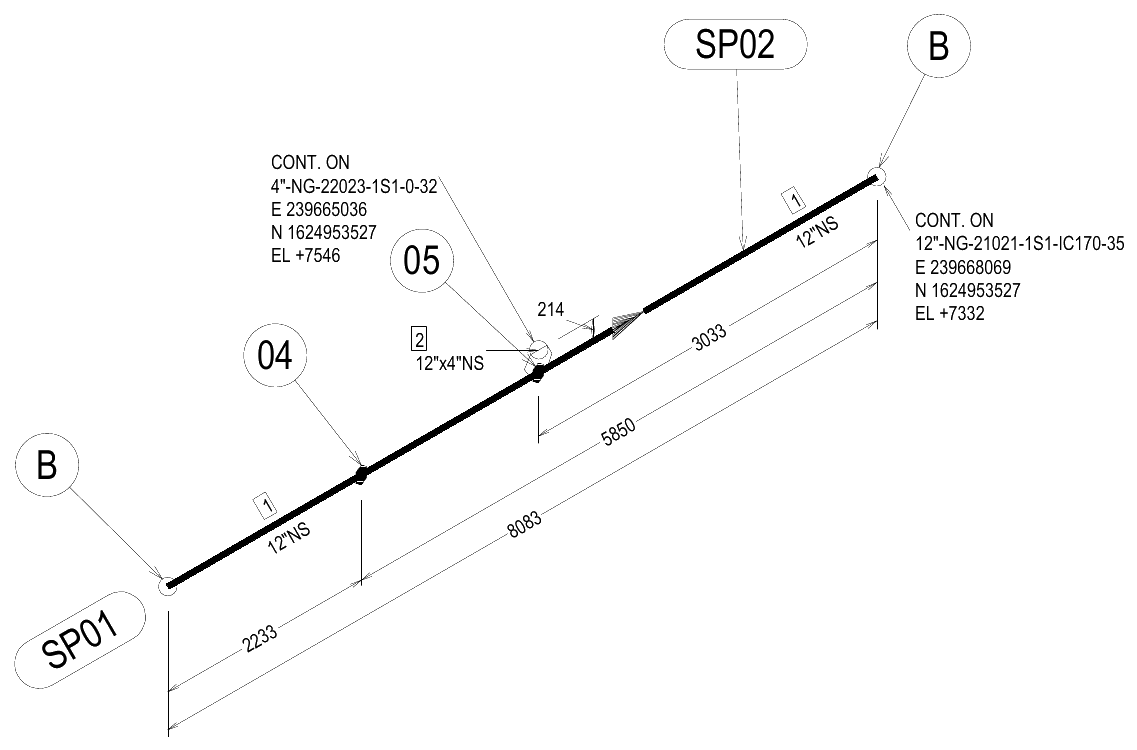 SP02
B
CONT. ON
4"-NG-22023-1S1-0-32
E 239665036
N 1624953527
EL +7546
1
12"NS
CONT. ON
12"-NG-21021-1S1-IC170-35
E 239668069
N 1624953527
EL +7332
05
214
2
12"x4"NS
3033
04
5850
B
1
12"NS
8083
SP01
2233